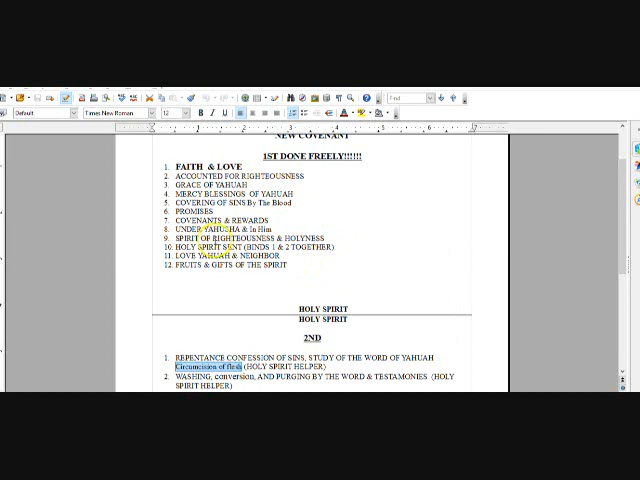 Find
Default
Times New Roman
12
NEW COVENANT
1ST DONE FREELY!!!!!!
1. FAITH & LOVE
2. ACCOUNTED FOR RIGHTEOUSNESS
3. GRACE OF YAHUAH
4. MERCY BLESSINGS OF YAHUAH
5. COVERING OF SINS By The Blood
6. PROMISES
7. COVENANTS & REWARDS
8. UNDER YAHUSHA & In Him
9. SPIRIT OF RIGHTEOUSNESS & HOLYNESS
10. HOLY SPIRIT SENT (BINDS 1 & 2 TOGETHER)
11. LOVE YAHUAH & NEIGHBOR
12. FRUITS & GIFTS OF THE SPIRIT
HOLY SPIRIT
HOLY SPIRIT
2ND
1. REPENTANCE CONFESSION OF SINS, STUDY OF THE WORD OF YAHUAH
Circumcision of flesh (HOLY SPIRIT HELPER)
2. WASHING, conversion, AND PURGING BY THE WORD & TESTAMONIES (HOLY
SPIRIT HELPER)